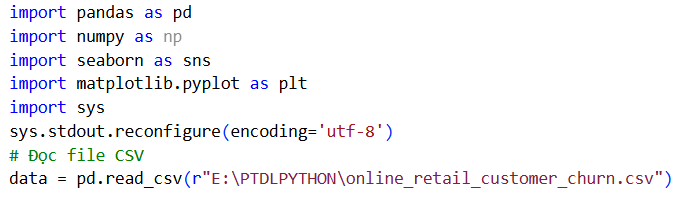 import pandas as pd
import numpy as np
import seaborn as sns
import matplotlib.pyplot as plt
import sys
sys.stdout.reconfigure(encoding='utf-8')
# Đọc file CSV
data = pd.read_csv(r"E:\PTDLPYTHON\online_retail_customer_churn.csv")